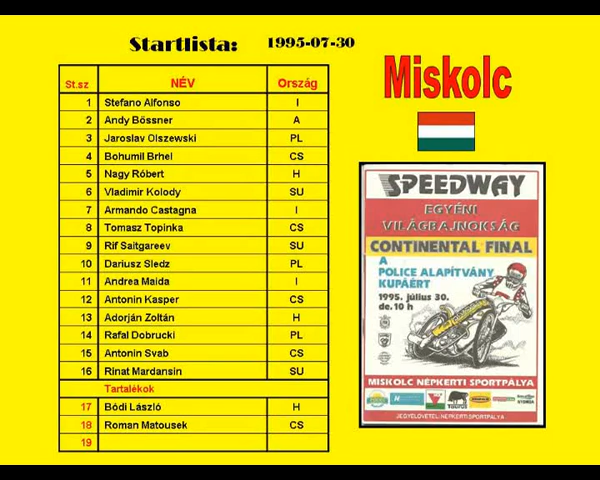 Startlista: 1995-07-30
St.sz NÉV Ország
1 Stefano Alfonso I
2 Andy Bössner A
3 Jaroslav Olszewski PL
4 Bohumil Brhel CS
5 Nagy Róbert H
6 Vladimir Kolody SU
7 Armando Castagna I
8 Tomasz Topinka CS
9 Rif Saitgareev SU
10 Dariusz Sledz PL
11 Andrea Maida I
12 Antonin Kasper CS
13 Adorján Zoltán H
14 Rafal Dobrucki PL
15 Antonin Svab CS
16 Rinat Mardansin SU
Tartalékok
17 Bódi László H
18 Roman Matousek CS
19
Miskolc
SPEEDWAY
EGYÉNI
VILÁGBAJNOKSÁG
CONTINENTAL FINAL
A
POLICE ALAPÍTVÁNY
KUPÁÉRT
1995. július 30.
de. 10 h
MISKOLC NÉPKERTI SPORTPÁLYA
JEGYELŐVÉTEL: NÉPKERTI SPORTPÁLYA